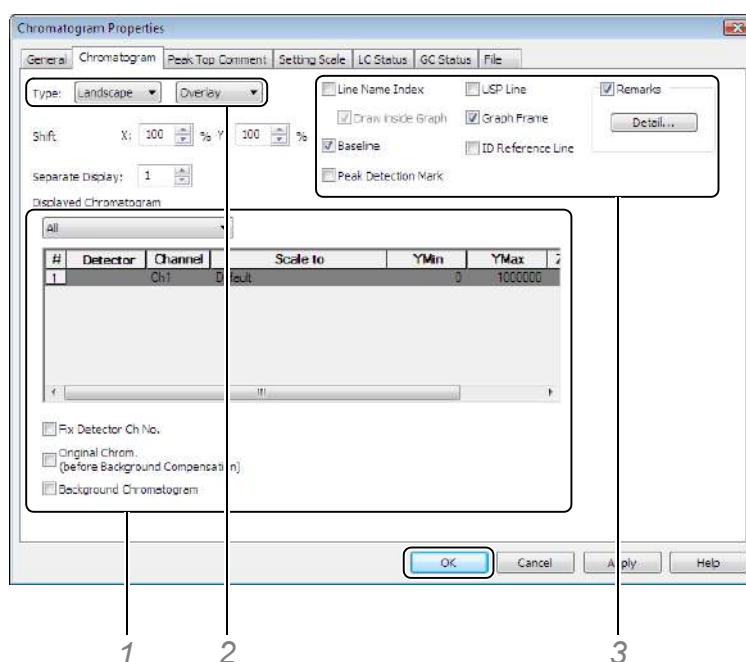 Chromatogram Properties
General Chromatogram Peak Top Comment Setting Scale LC Status GC Status File
Type: Landscape Overlay
Line Name Index USP Line Remarks
Draw Inside Graph Graph Frame Detail...
Shift X: 100 % Y 100 %
Baseline ID Reference Line
Separate Display: 1
Peak Detection Mark
Displayed Chromatogram
All
# Detector Channel Scale to YMin YMax
1 Ch1 Default 0 1000000
Fix Detector Ch No.
Original Chrom.
(before Background Compensation)
Background Chromatogram
OK Cancel Apply Help
1 2 3